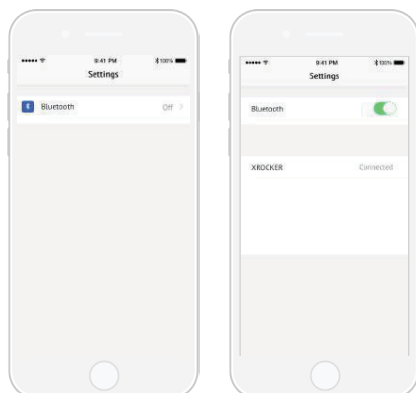 9:41 PM 100%
Settings
Bluetooth Off
9:41 PM 100%
Settings
Bluetooth
XROCKER Connected